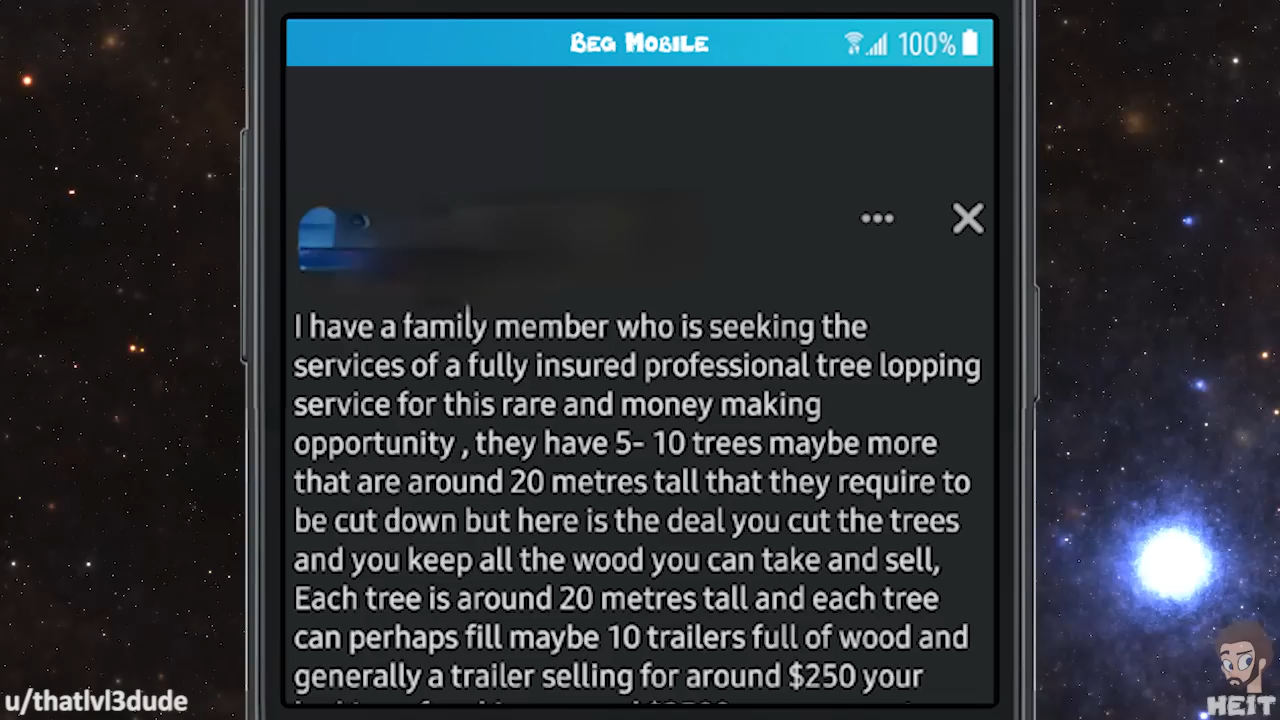 BEG MOBILE
100%
I have a family member who is seeking the
services of a fully insured professional tree lopping
service for this rare and money making
opportunity , they have 5- 10 trees maybe more
that are around 20 metres tall that they require to
be cut down but here is the deal you cut the trees
and you keep all the wood you can take and sell,
Each tree is around 20 metres tall and each tree
can perhaps fill maybe 10 trailers full of wood and
generally a trailer selling for around $250 your
u/thatlvl3dude
HEIT